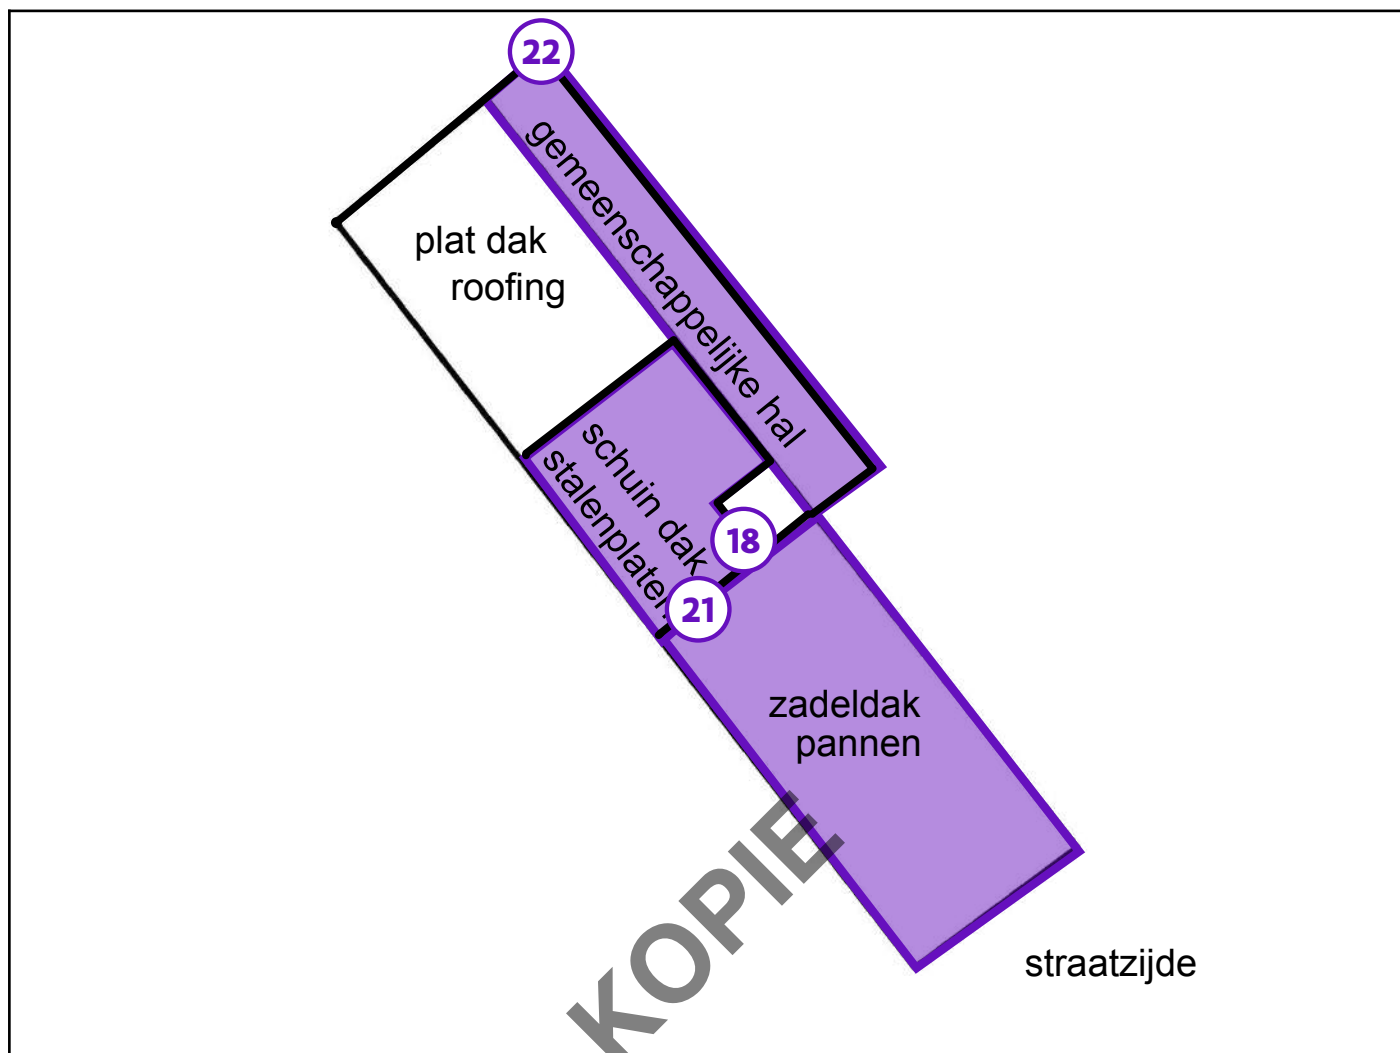 22
gemeenschappelijke hal
plat dak
roofing
schuin dak
stalenplaten
18
21
zadeldak
pannen
KOPIE
straatzijde